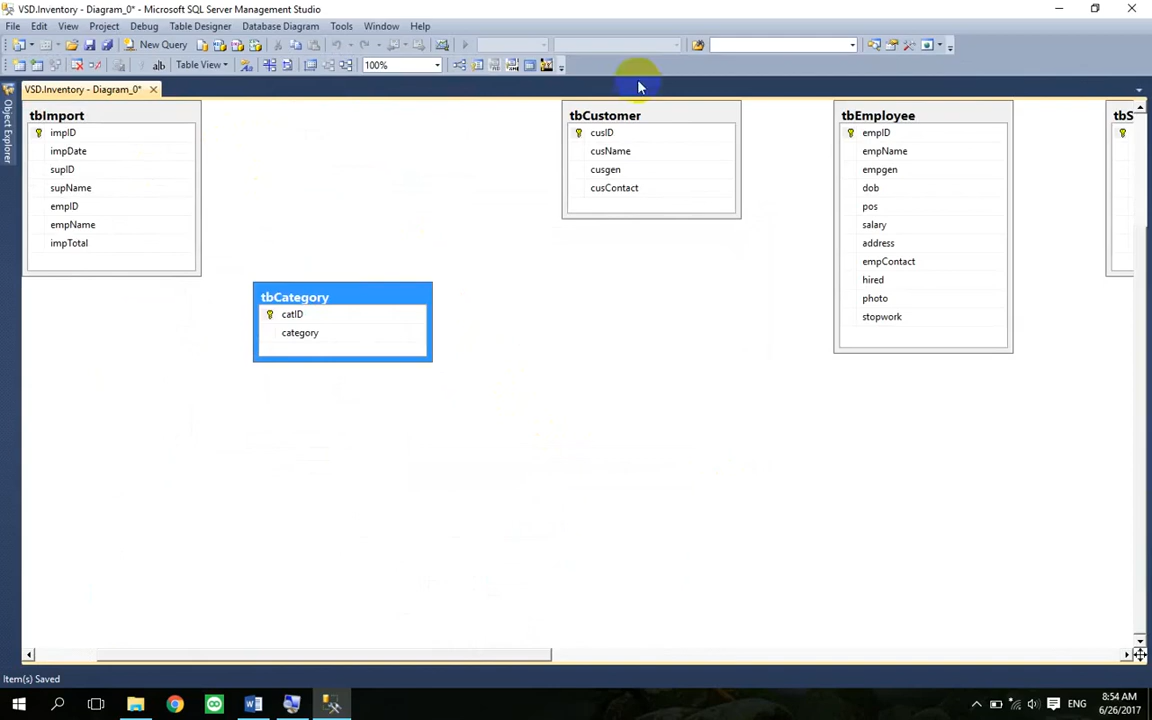 VSD.Inventory - Diagram_0* - Microsoft SQL Server Management Studio
File Edit View Project Debug Table Designer Database Diagram Tools Window Help
New Query
Table View 100%
VSD.Inventory - Diagram_0*
Object Explorer
tbImport
impID
impDate
supID
supName
empID
empName
impTotal
tbCategory
catID
category
tbCustomer
cusID
cusName
cusgen
cusContact
tbEmployee
empID
empName
empgen
dob
pos
salary
address
empContact
hired
photo
stopwork
tbS
Item(s) Saved
ENG
8:54 AM
6/26/2017